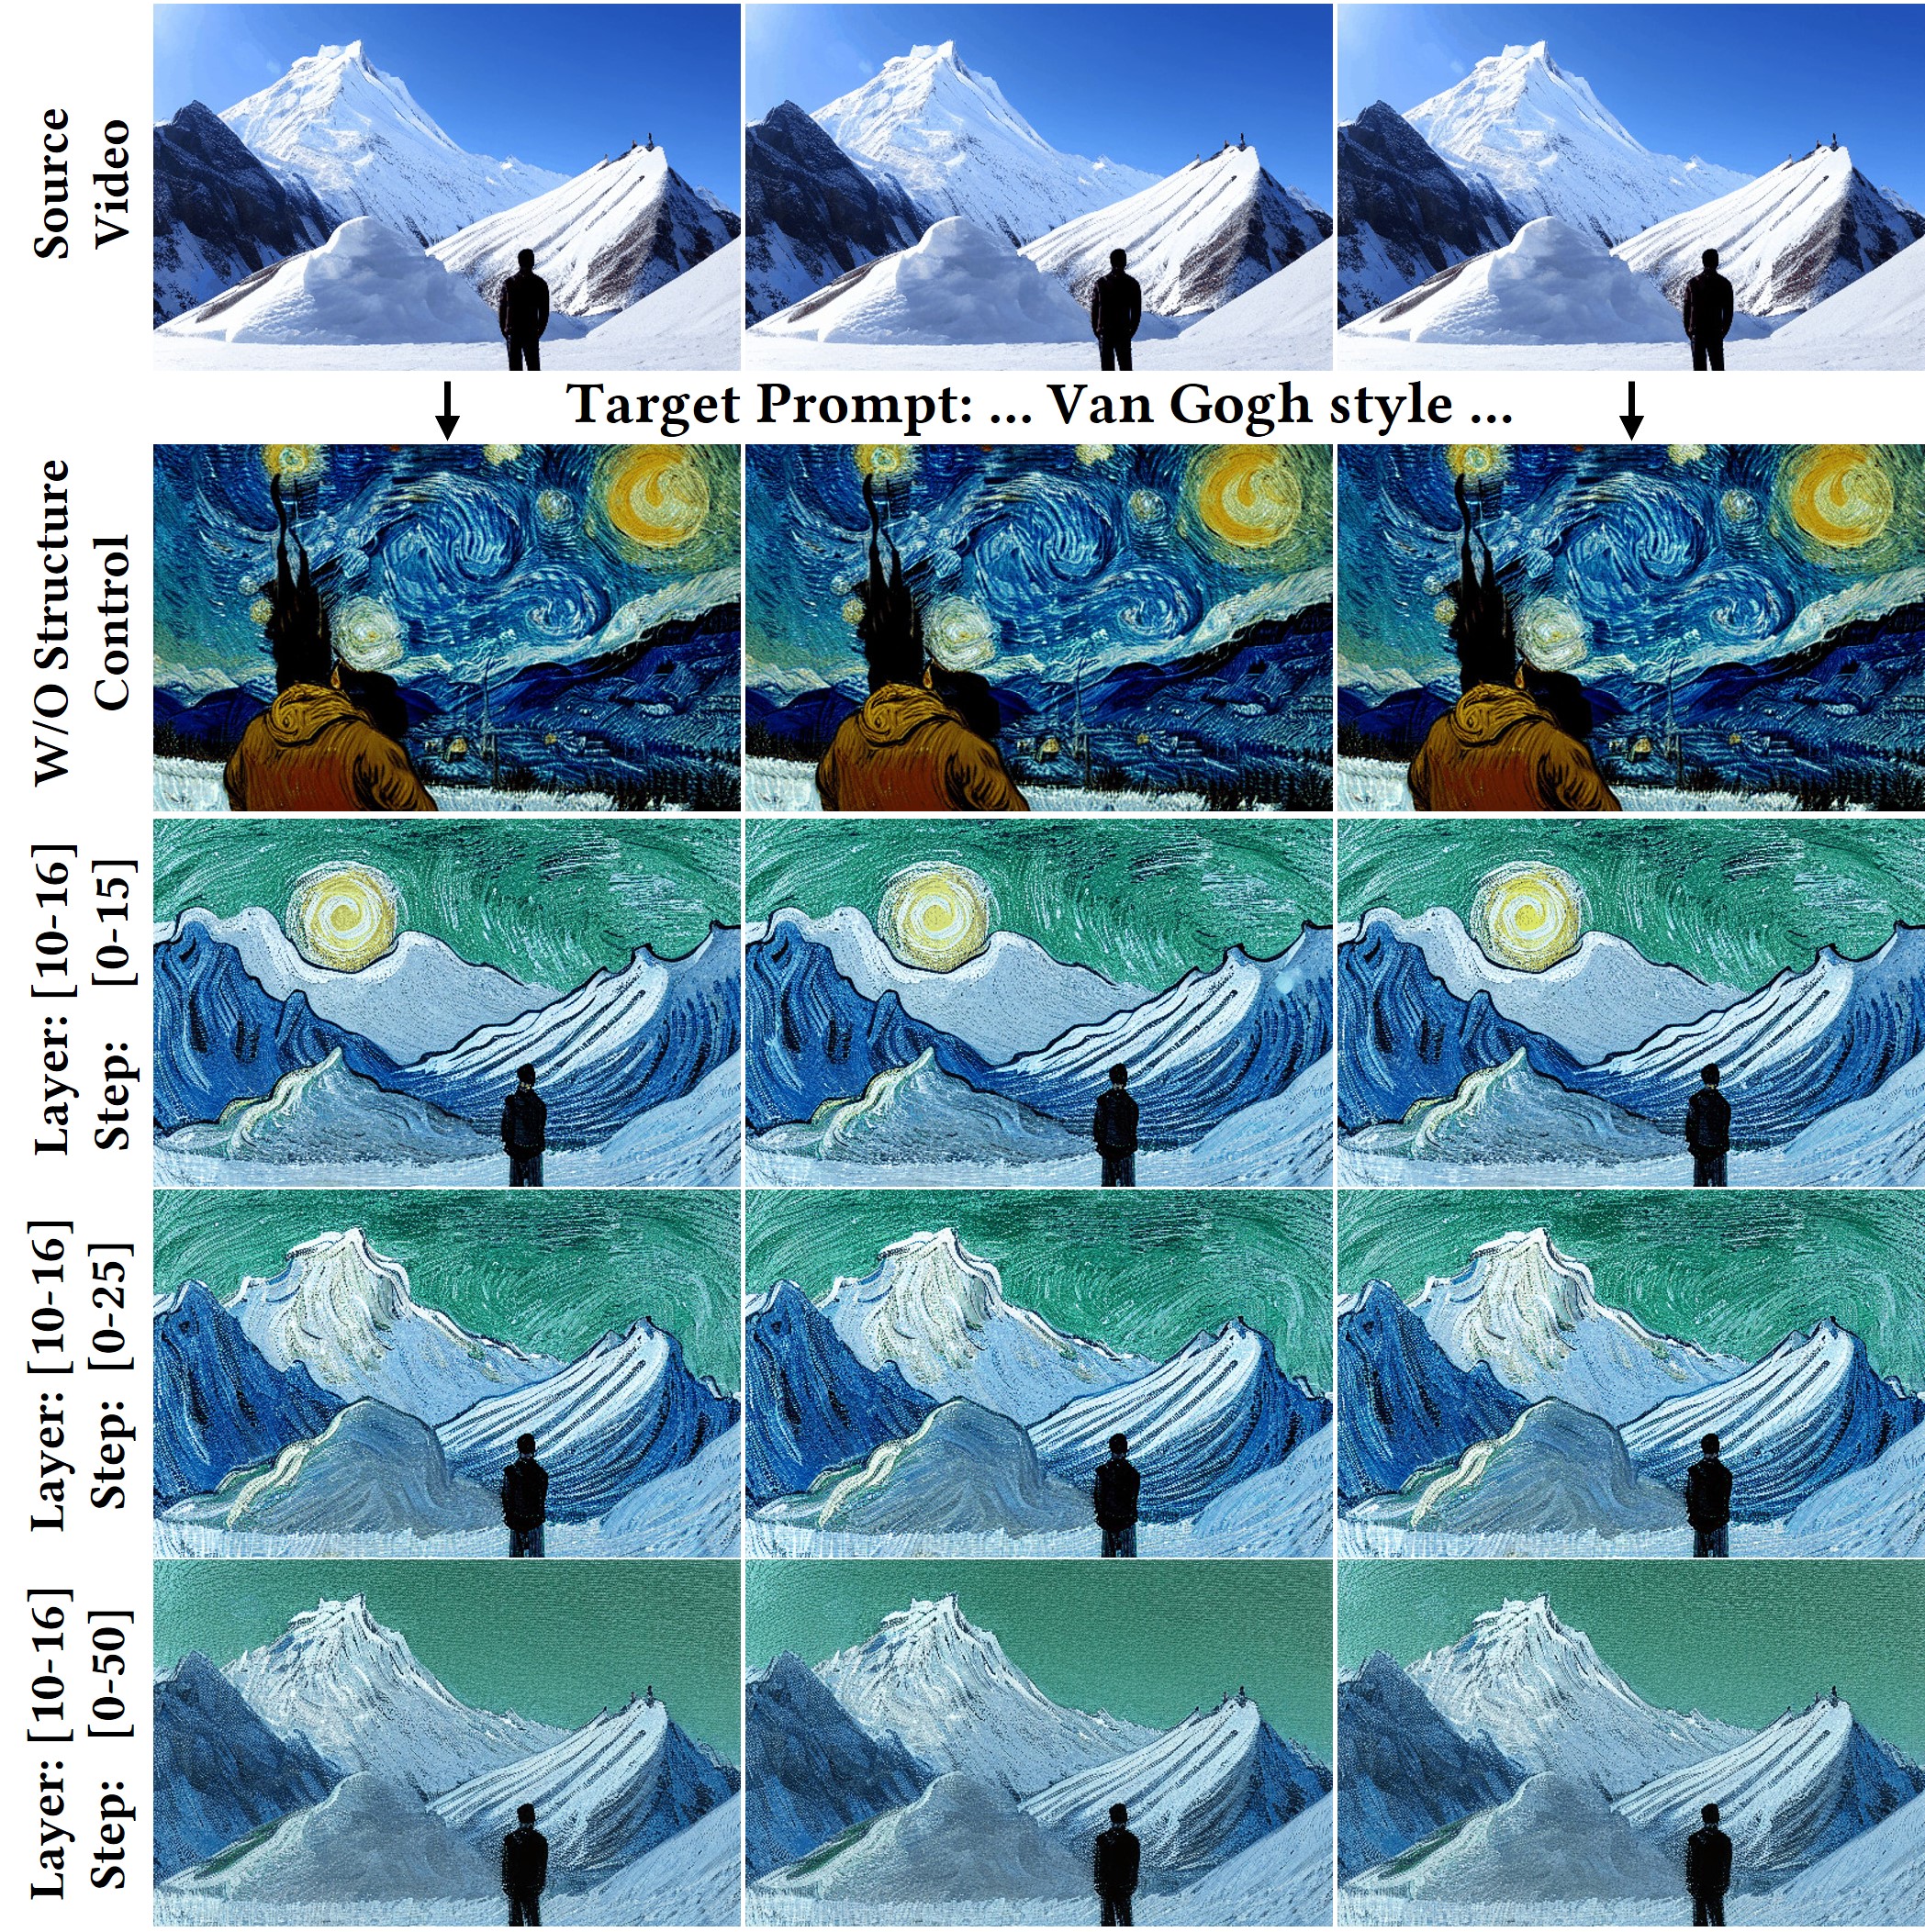 Source
Video
Target Prompt: ... Van Gogh style ...
W/O Structure
Control
Layer: [10-16]
Step: [0-15]
Layer: [10-16]
Step: [0-25]
Layer: [10-16]
Step: [0-50]